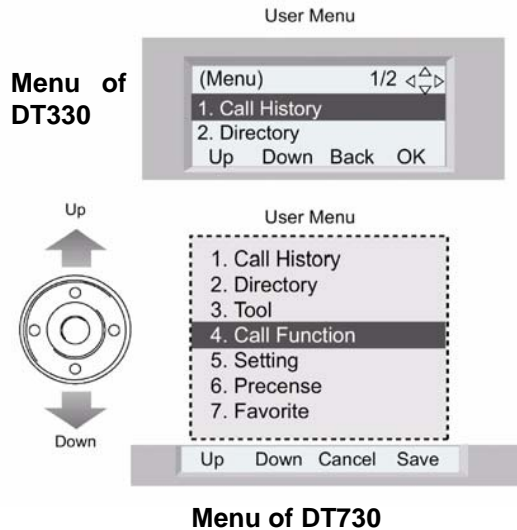 User Menu
Menu of
DT330
(Menu) 1/2
1. Call History
2. Directory
Up Down Back OK
Up
User Menu
1. Call History
2. Directory
3. Tool
4. Call Function
5. Setting
6. Precense
7. Favorite
Down
Up Down Cancel Save
Menu of DT730